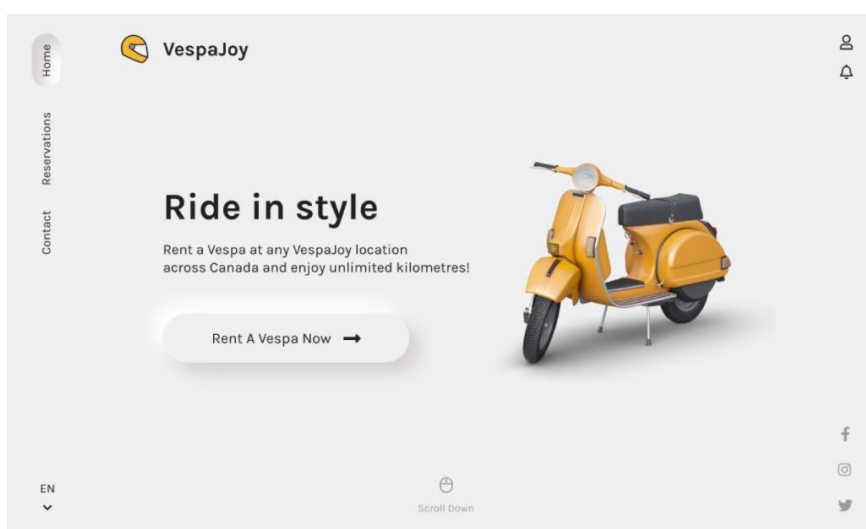 Home
Reservations
Contact
EN
VespaJoy
Ride in style
Rent a Vespa at any VespaJoy location
across Canada and enjoy unlimited kilometres!
Rent A Vespa Now
Scroll Down